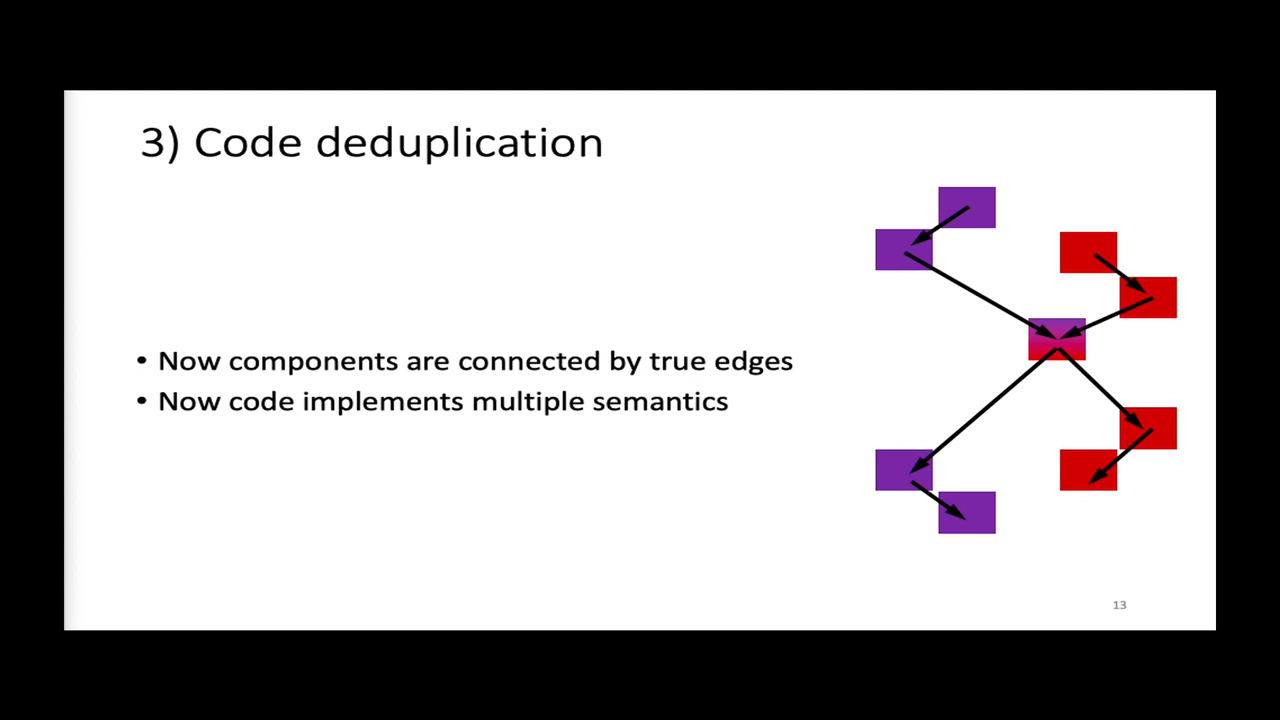 3) Code deduplication
• Now components are connected by true edges
• Now code implements multiple semantics
13